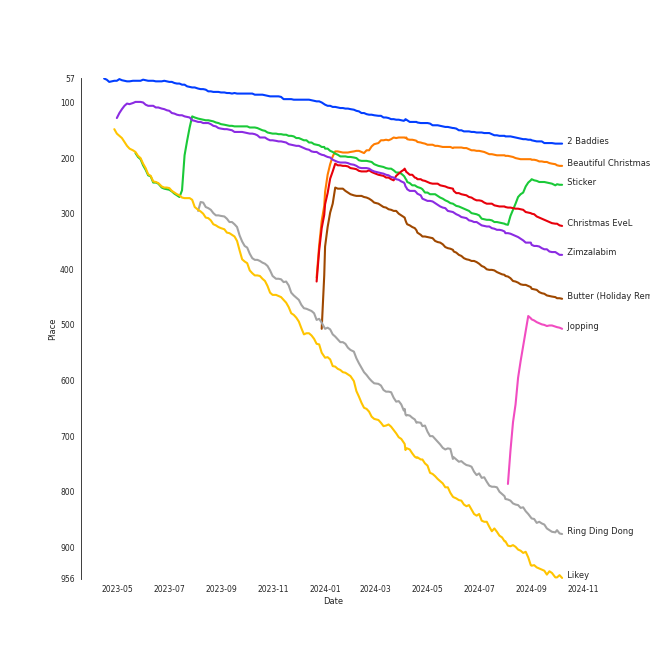 57
100
200
300
400
500
600
700
800
900
956
Place
2 Baddies
Beautiful Christmas
Sticker
Christmas EveL
Zimzalabim
Butter (Holiday Rem
Jopping
Ring Ding Dong
Likey
2023-05 2023-07 2023-09 2023-11 2024-01 2024-03 2024-05 2024-07 2024-09 2024-11
Date